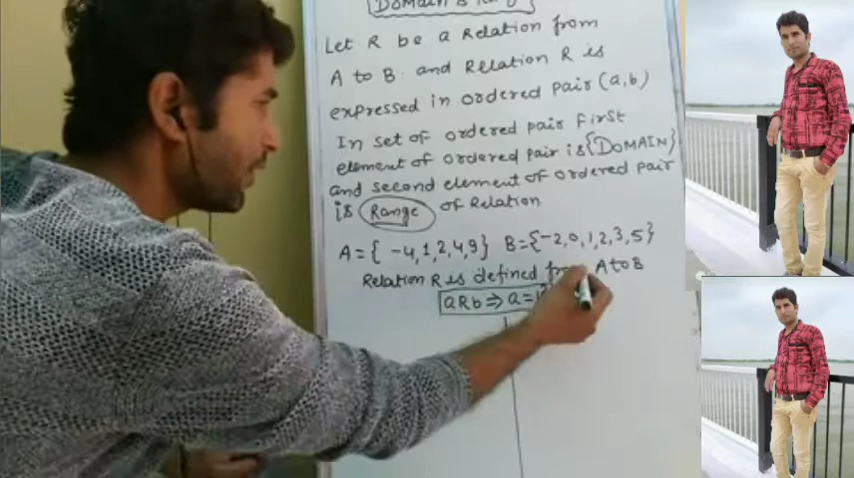 Domain &
Let R be a Relation from
A to B. and Relation R is
expressed in ordered pair (a,b)
In set of ordered pair First
element of ordered pair is {DOMAIN}
and second element of ordered pair
is Range of Relation
A = { -4,1,2,4,9} B={-2,0,1,2,3,5}
Relation R is defined from A to B
aRb ⇒ a =